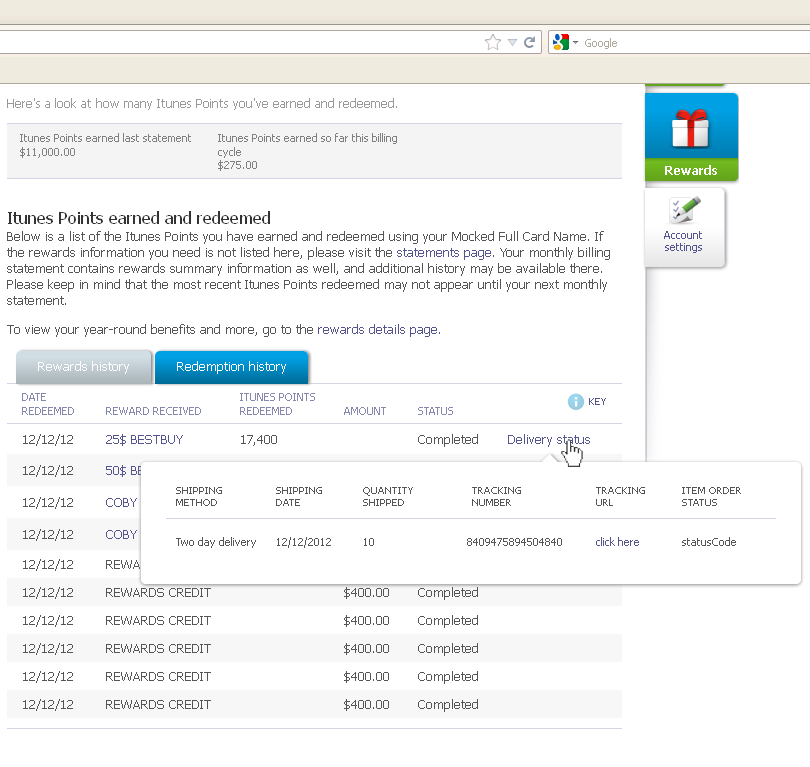 Google
Here's a look at how many Itunes Points you've earned and redeemed.
Itunes Points earned last statement
$11,000.00
Itunes Points earned so far this billing
cycle
$275.00
Rewards
Account
settings
Itunes Points earned and redeemed
Below is a list of the Itunes Points you have earned and redeemed using your Mocked Full Card Name. If
the rewards information you need is not listed here, please visit the statements page. Your monthly billing
statement contains rewards summary information as well, and additional history may be available there.
Please keep in mind that the most recent Itunes Points redeemed may not appear until your next monthly
statement.
To view your year-round benefits and more, go to the rewards details page.
Rewards history Redemption history
DATE
REDEEMED
REWARD RECEIVED
ITUNES POINTS
REDEEMED
AMOUNT
STATUS
i KEY
12/12/12 25$ BESTBUY 17,400 Completed Delivery status
12/12/12 50$ BE
12/12/12 COBY
12/12/12 COBY
12/12/12 REWA
SHIPPING
METHOD
SHIPPING
DATE
QUANTITY
SHIPPED
TRACKING
NUMBER
TRACKING
URL
ITEM ORDER
STATUS
Two day delivery 12/12/2012 10 8409475894504840 click here statusCode
12/12/12 REWARDS CREDIT $400.00 Completed
12/12/12 REWARDS CREDIT $400.00 Completed
12/12/12 REWARDS CREDIT $400.00 Completed
12/12/12 REWARDS CREDIT $400.00 Completed
12/12/12 REWARDS CREDIT $400.00 Completed